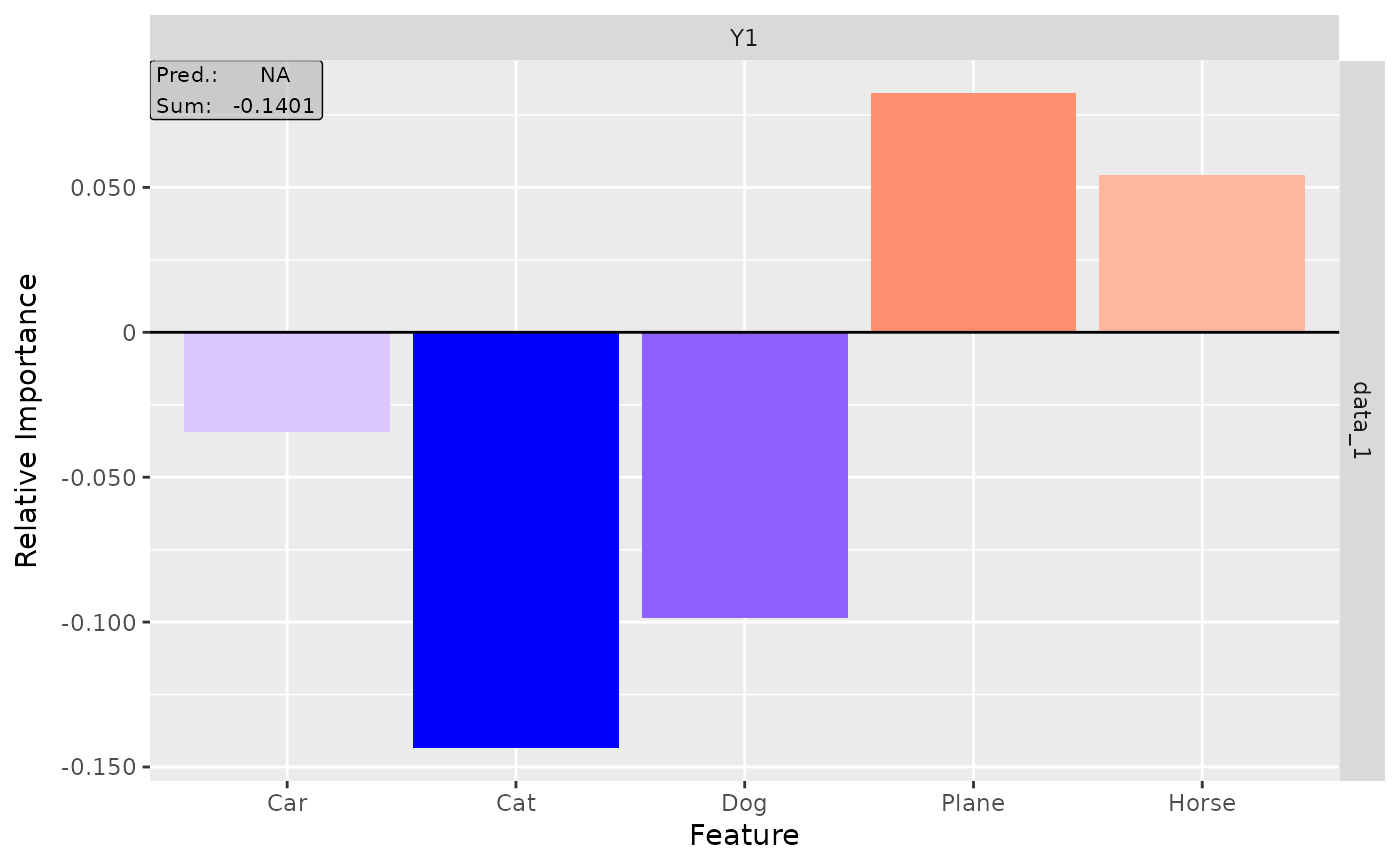 Y1
Pred.: NA
Sum: -0.1401
0.050
0
-0.050
-0.100
-0.150
Relative Importance
data_1
Car Cat Dog Plane Horse
Feature